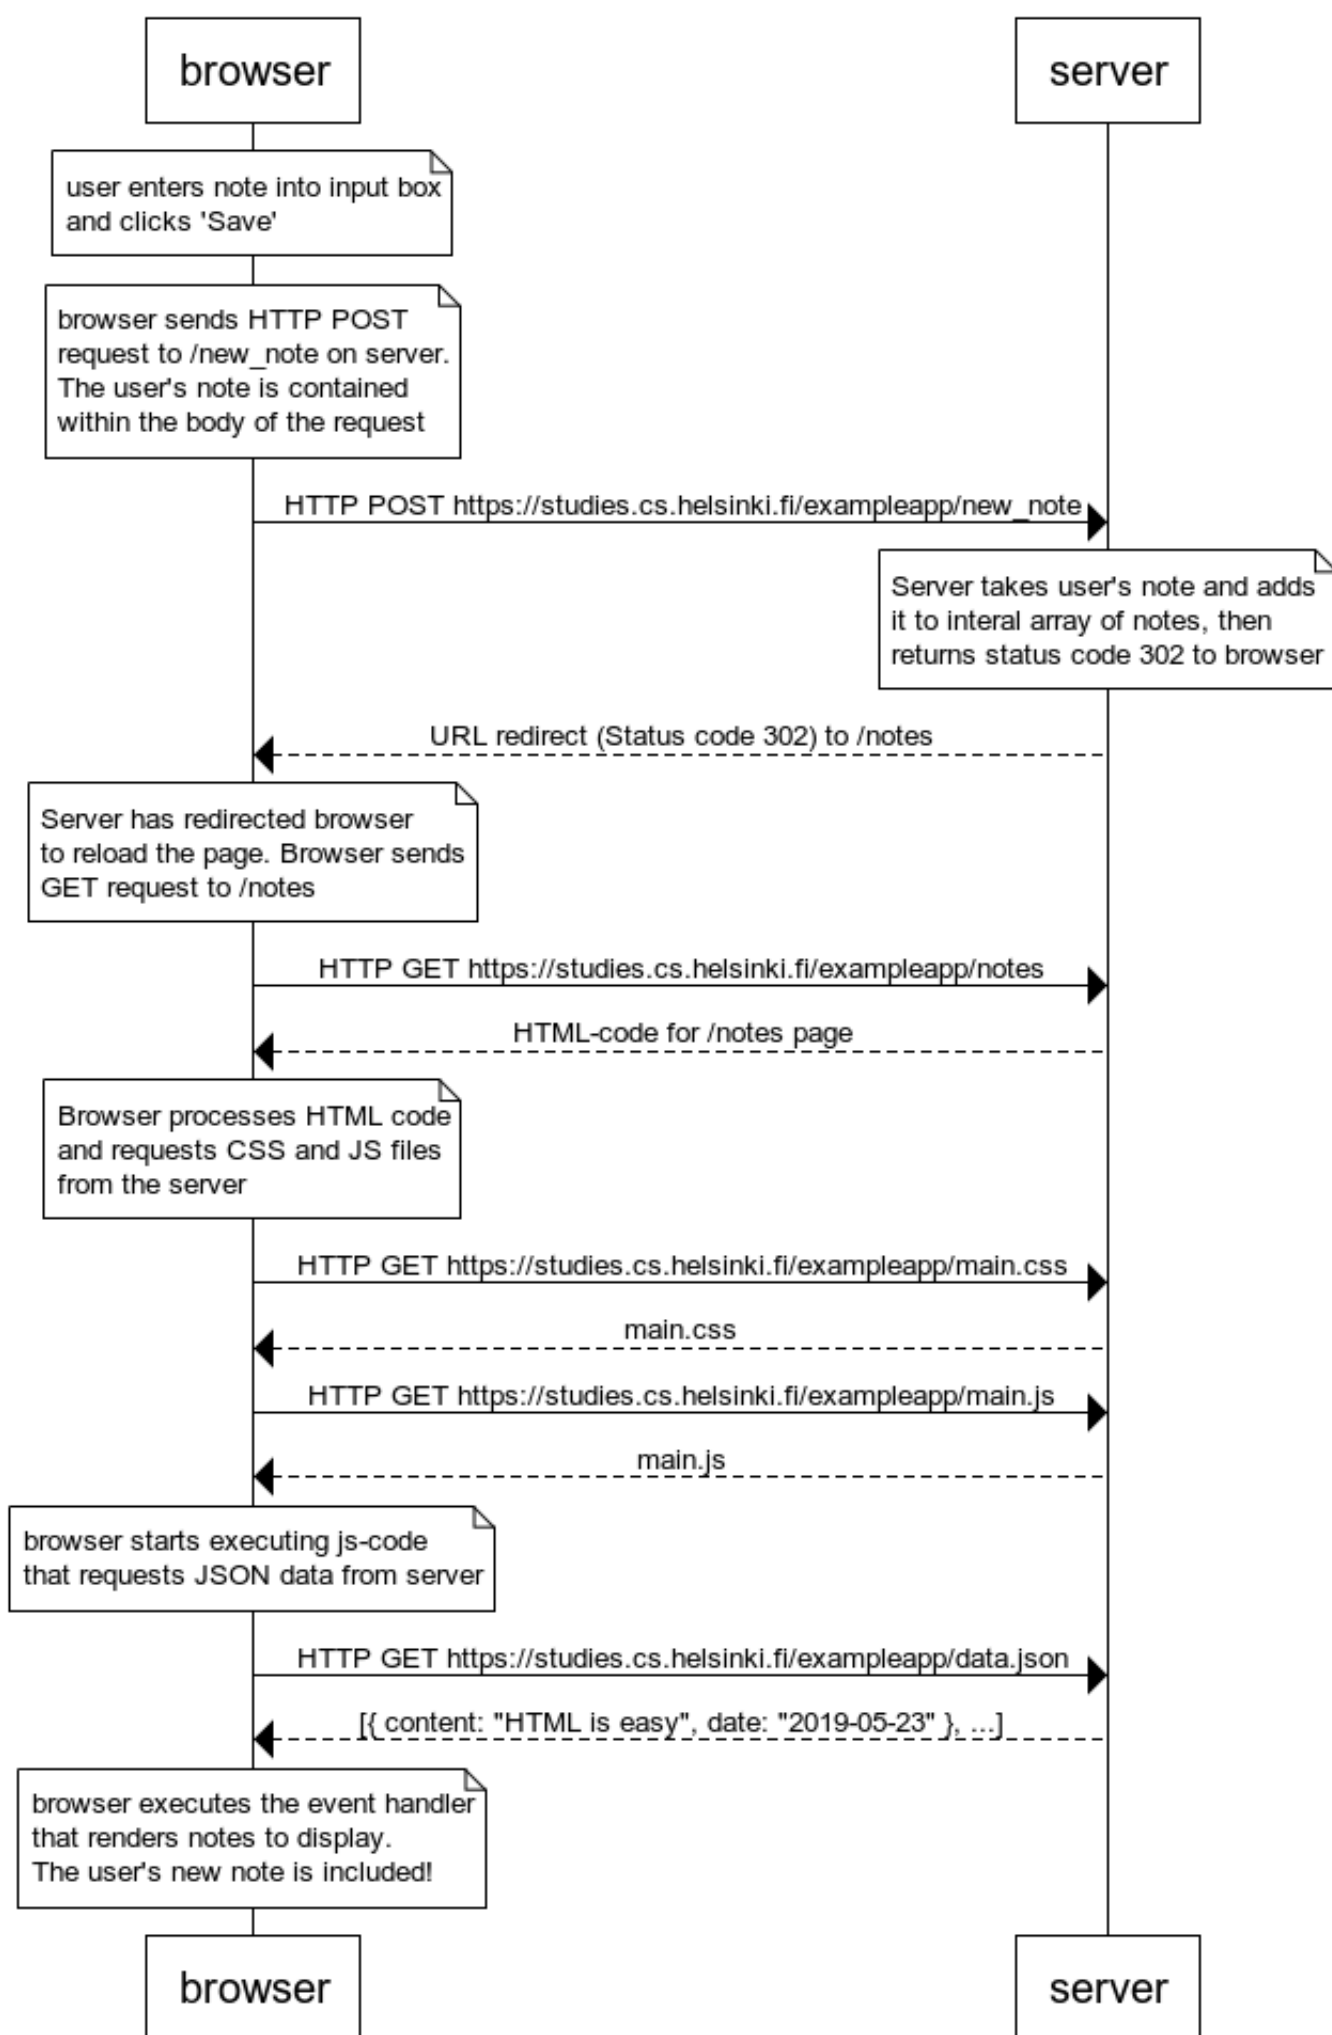 browser
server
user enters note into input box
and clicks 'Save'
browser sends HTTP POST
request to /new_note on server.
The user's note is contained
within the body of the request
HTTP POST https://studies.cs.helsinki.fi/exampleapp/new_note
Server takes user's note and adds
it to interal array of notes, then
returns status code 302 to browser
URL redirect (Status code 302) to /notes
Server has redirected browser
to reload the page. Browser sends
GET request to /notes
HTTP GET https://studies.cs.helsinki.fi/exampleapp/notes
HTML-code for /notes page
Browser processes HTML code
and requests CSS and JS files
from the server
HTTP GET https://studies.cs.helsinki.fi/exampleapp/main.css
main.css
HTTP GET https://studies.cs.helsinki.fi/exampleapp/main.js
main.js
browser starts executing js-code
that requests JSON data from server
HTTP GET https://studies.cs.helsinki.fi/exampleapp/data.json
[{ content: "HTML is easy", date: "2019-05-23" }, ...]
browser executes the event handler
that renders notes to display.
The user's new note is included!
browser
server